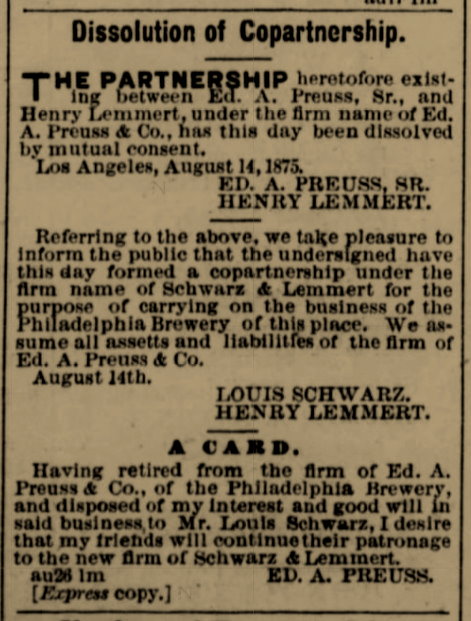 Dissolution of Copartnership.
THE PARTNERSHIP heretofore exist-
ing between Ed. A. Preuss, Sr., and
Henry Lemmert, under the firm name of Ed.
A. Preuss & Co., has this day been dissolved
by mutual consent.
Los Angeles, August 14, 1875.
ED. A. PREUSS, SR.
HENRY LEMMERT.
Referring to the above, we take pleasure to
inform the public that the undersigned have
this day formed a copartnership under the
firm name of Schwarz & Lemmert for the
purpose of carrying on the business of the
Philadelphia Brewery of this place. We as-
sume all assetts and liabilitfes of the firm of
Ed. A. Preuss & Co.
August 14th.
LOUIS SCHWARZ.
HENRY LEMMERT.
A CARD.
Having retired from the firm of Ed. A.
Preuss & Co., of the Philadelphia Brewery,
and disposed of my interest and good will in
said business to Mr. Louis Schwarz, I desire
that my friends will continue their patronage
to the new firm of Schwarz & Lemmert.
au26 1m ED. A. PREUSS.
[Express copy.]